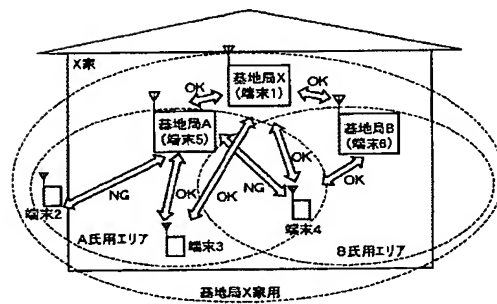 X家
基地局X
(端末1)
OK
OK
基地局A
(端末5)
基地局B
(端末6)
NG
OK
OK
NG
OK
OK
端末2
端末3
端末4
A氏用エリア
B氏用エリア
基地局X家用